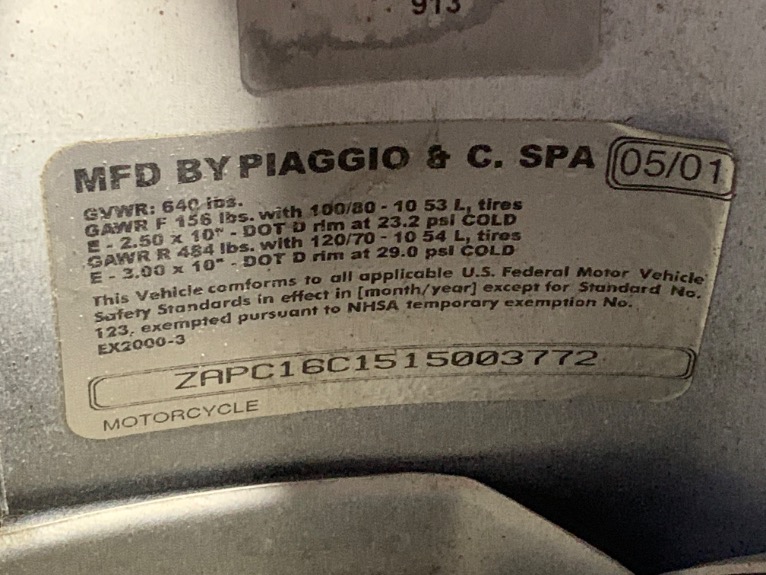 913
MFD BY PIAGGIO & C. SPA 05/01
GVWR: 640 lbs.
GAWR F 156 lbs. with 100/80 - 10 53 L, tires
E - 2.50 x 10" - DOT D rim at 23.2 psi COLD
GAWR R 484 lbs. with 120/70 - 10 54 L, tires
E - 3.00 x 10" - DOT D rim at 29.0 psi COLD
This Vehicle comforms to all applicable U.S. Federal Motor Vehicle
Safety Standards in effect in [month/year] except for Standard No.
123, exempted pursuant to NHSA temporary exemption No.
EX2000-3
ZAPC16C1515003772
MOTORCYCLE